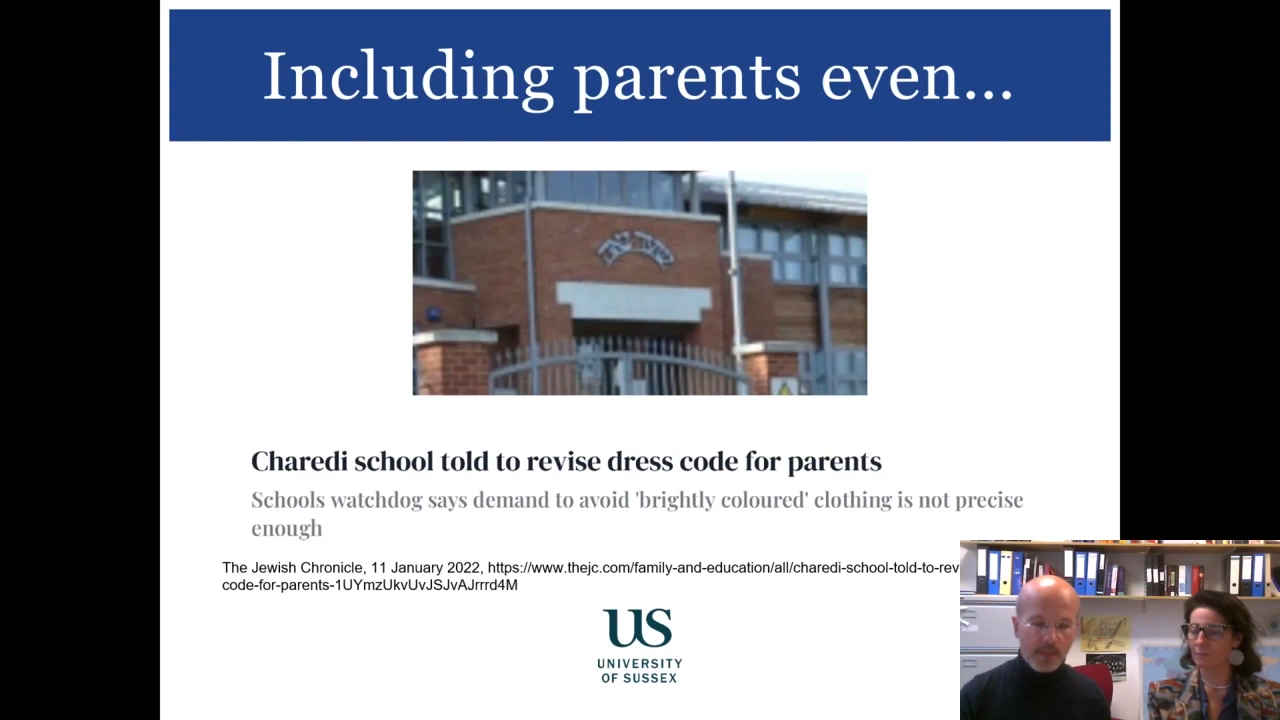 Including parents even...
Charedi school told to revise dress code for parents
Schools watchdog says demand to avoid 'brightly coloured' clothing is not precise
enough
The Jewish Chronicle, 11 January 2022, https://www.thejc.com/family-and-education/all/charedi-school-told-to-rev
code-for-parents-1UYmzUkvUvJSJvAJrrrd4M
US
UNIVERSITY
OF SUSSEX